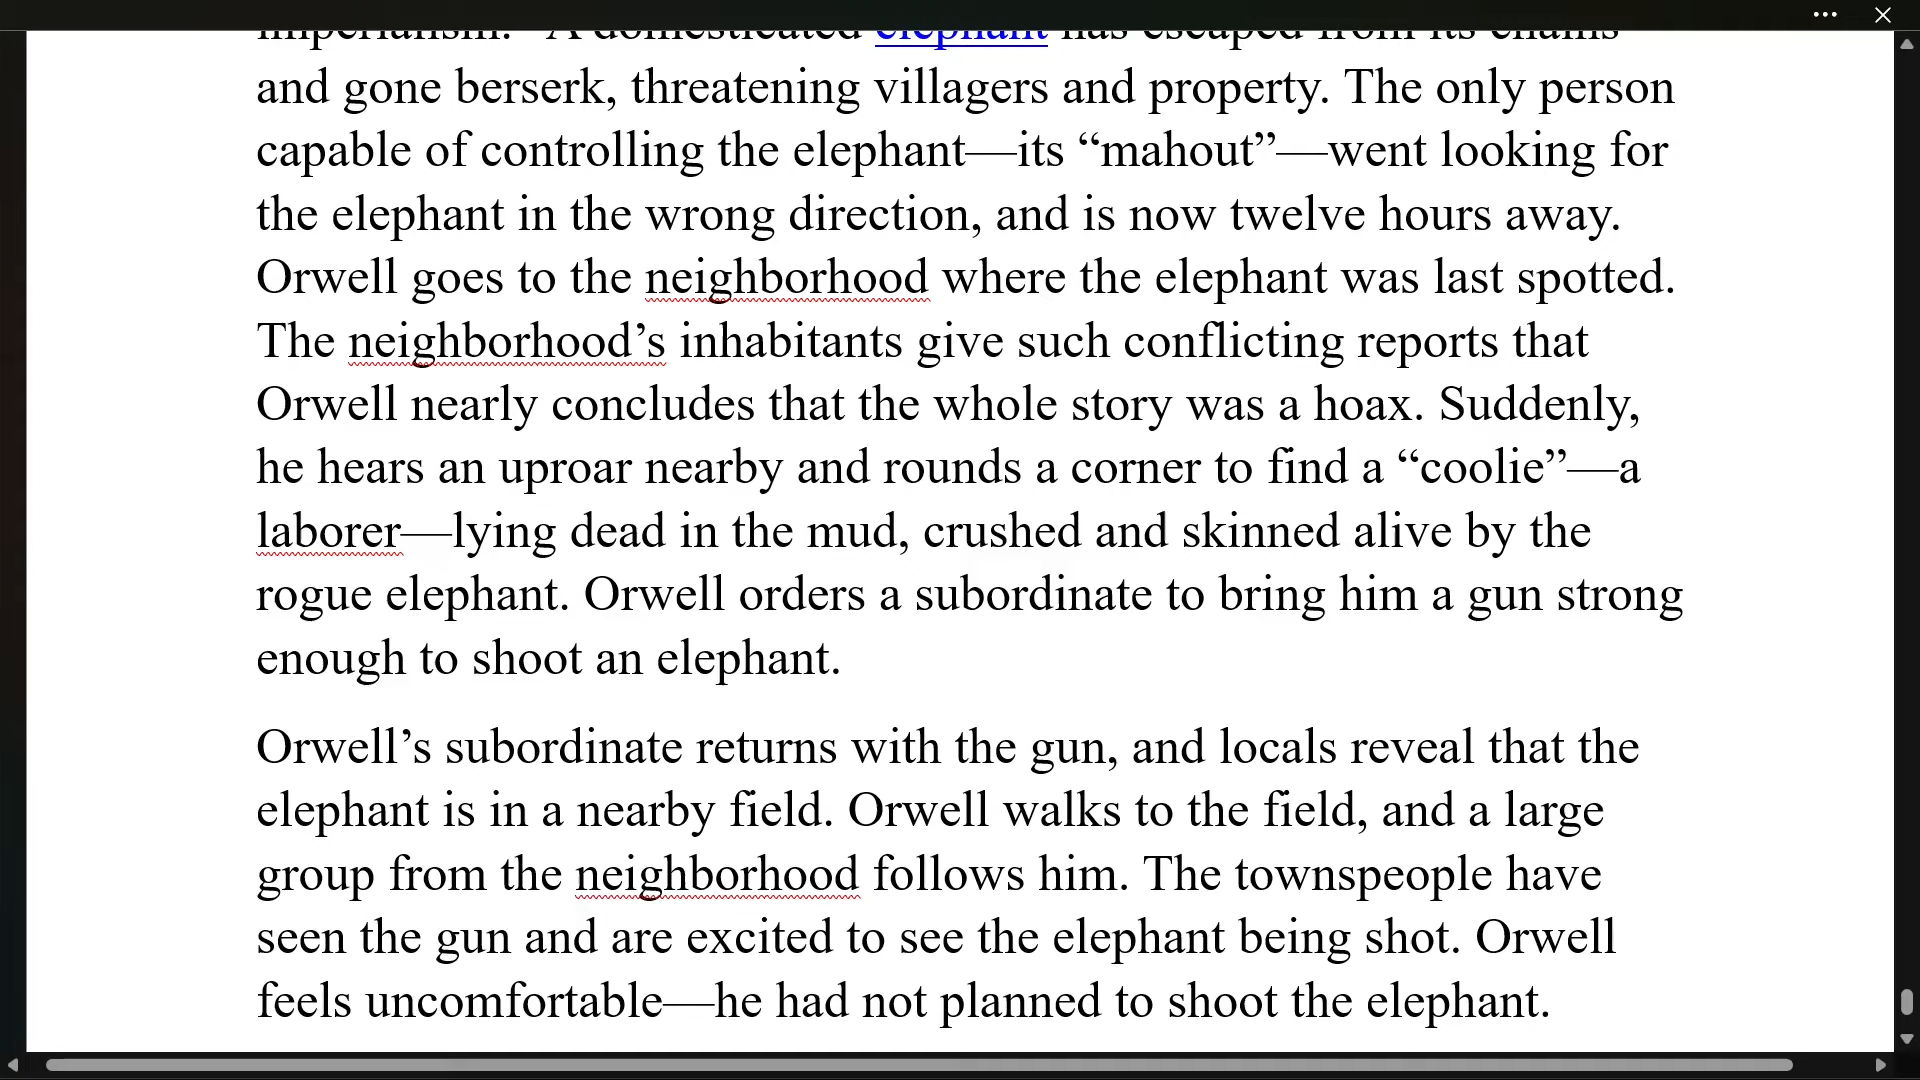 imperialism." A domesticated elephant has escaped from its chains
and gone berserk, threatening villagers and property. The only person
capable of controlling the elephant—its “mahout”—went looking for
the elephant in the wrong direction, and is now twelve hours away.
Orwell goes to the neighborhood where the elephant was last spotted.
The neighborhood’s inhabitants give such conflicting reports that
Orwell nearly concludes that the whole story was a hoax. Suddenly,
he hears an uproar nearby and rounds a corner to find a “coolie”—a
laborer—lying dead in the mud, crushed and skinned alive by the
rogue elephant. Orwell orders a subordinate to bring him a gun strong
enough to shoot an elephant.
Orwell’s subordinate returns with the gun, and locals reveal that the
elephant is in a nearby field. Orwell walks to the field, and a large
group from the neighborhood follows him. The townspeople have
seen the gun and are excited to see the elephant being shot. Orwell
feels uncomfortable—he had not planned to shoot the elephant.